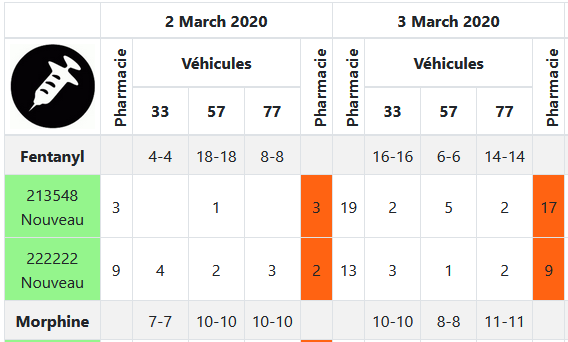 2 March 2020 3 March 2020
Pharmacie Véhicules Pharmacie Pharmacie Véhicules Pharmacie
33 57 77 33 57 77
Fentanyl 4-4 18-18 8-8 16-16 6-6 14-14
213548 Nouveau 3 1 3 19 2 5 2 17
222222 Nouveau 9 4 2 3 2 13 3 1 2 9
Morphine 7-7 10-10 10-10 10-10 8-8 11-11